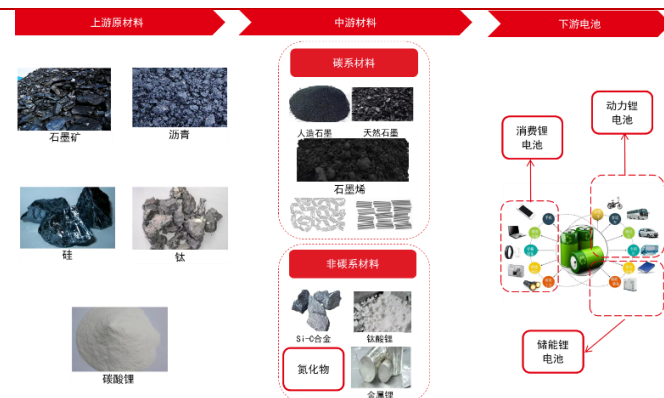 上游原材料
中游材料
下游电池
石墨矿
沥青
硅
钛
碳酸锂
碳系材料
人造石墨
天然石墨
石墨烯
非碳系材料
Si-C合金
钛酸锂
氮化物
金属锂
消费锂
电池
动力锂
电池
储能锂
电池